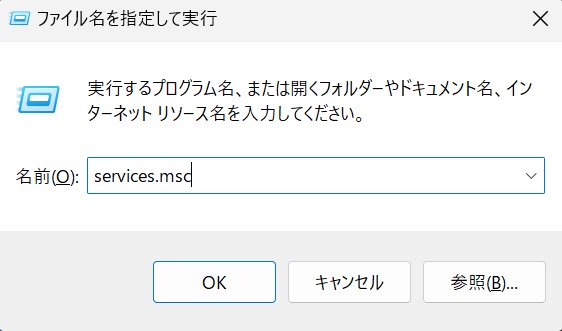 ファイル名を指定して実行
実行するプログラム名、または開くフォルダーやドキュメント名、イン
ターネット リソース名を入力してください。
名前(O): services.msc
OK キャンセル 参照(B)...